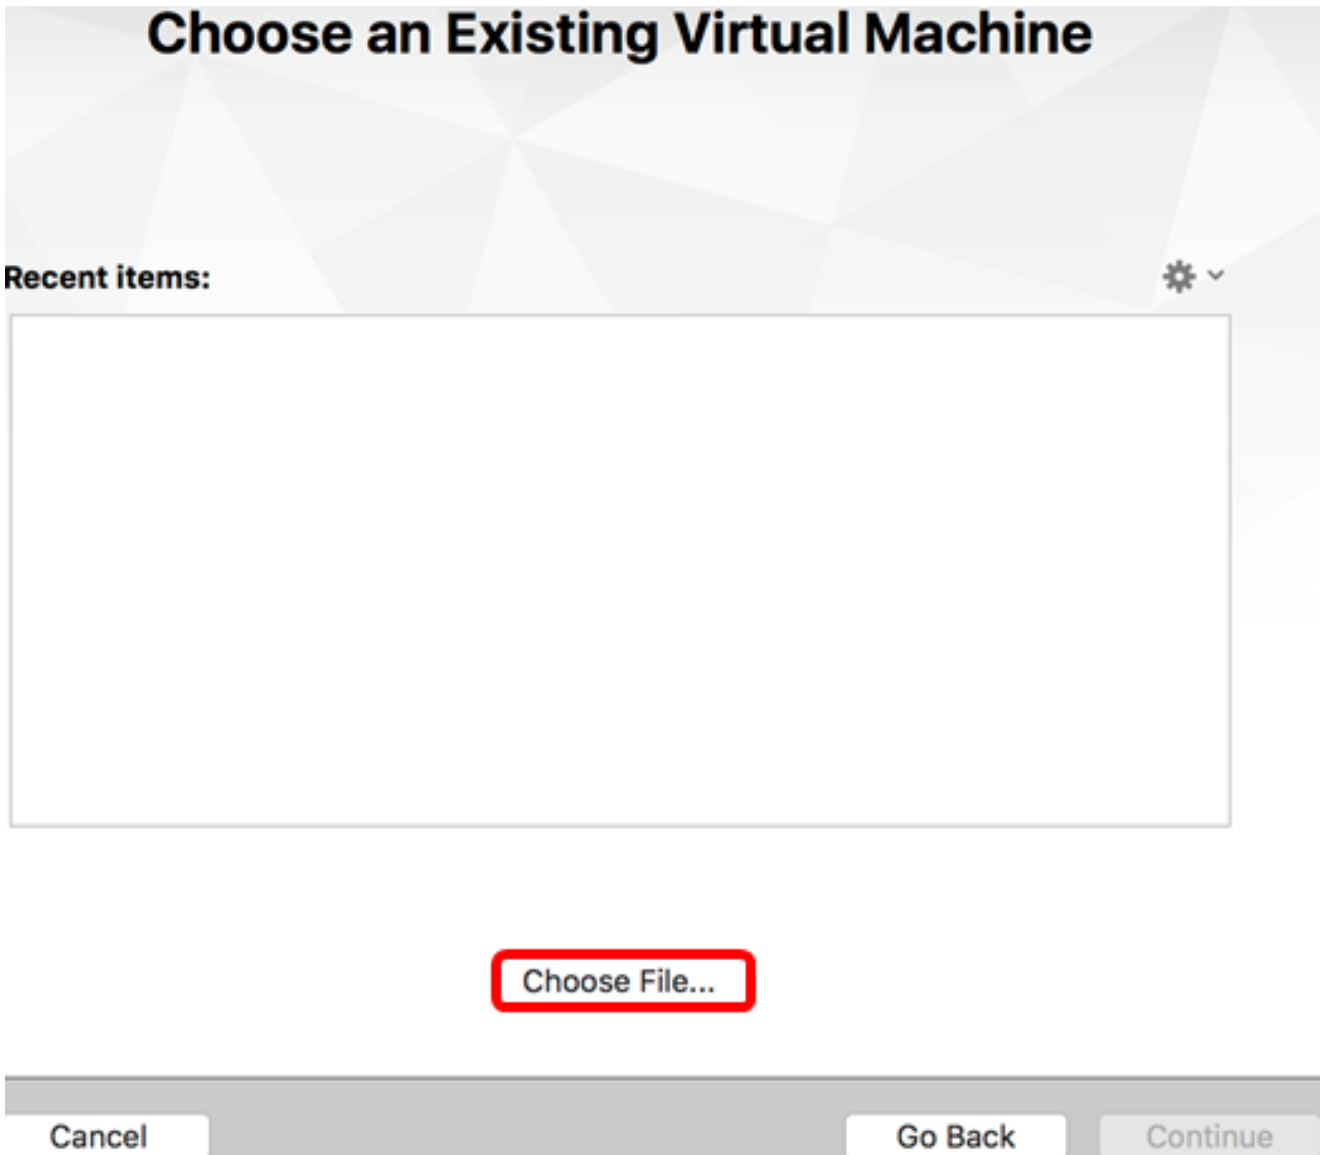 Choose an Existing Virtual Machine
Recent items:
Choose File...
Cancel
Go Back
Continue